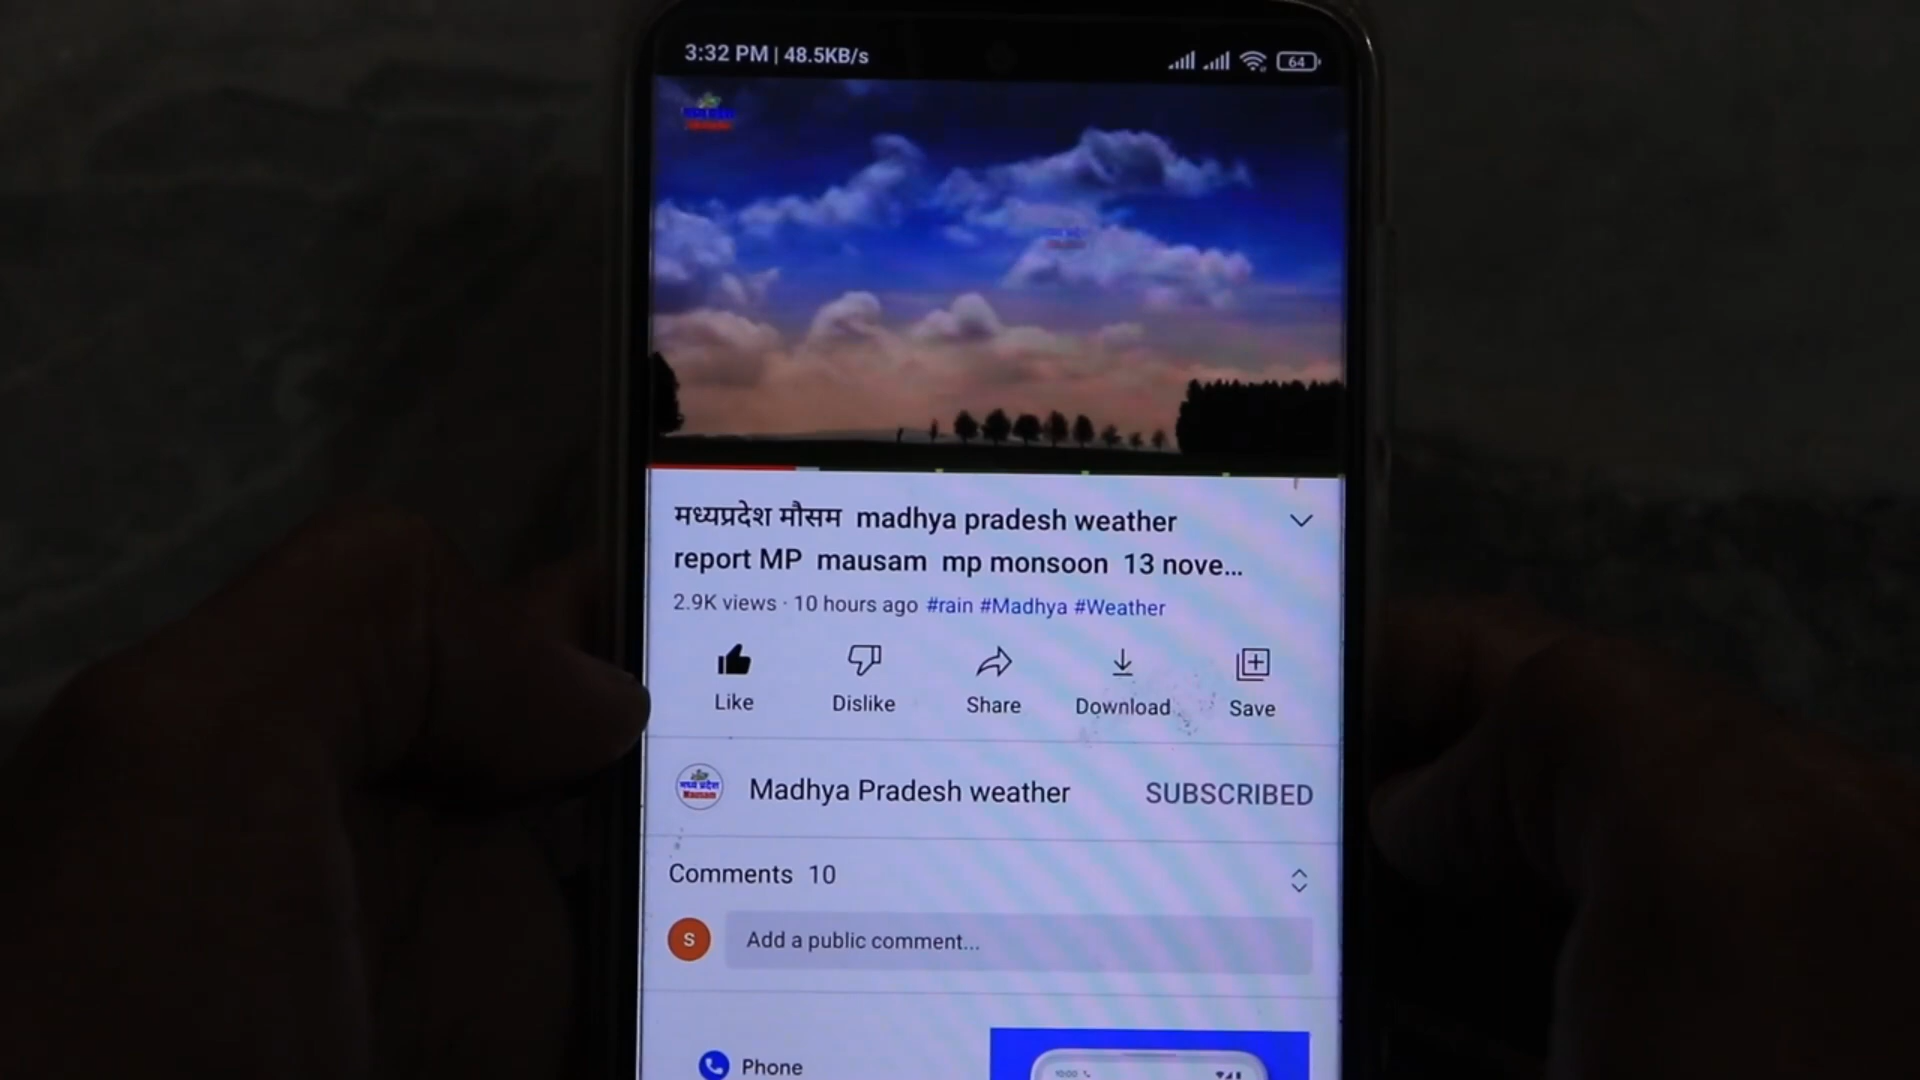 3:32 PM | 48.5KB/s
64
मध्यप्रदेश मौसम madhya pradesh weather
report MP mausam mp monsoon 13 nove...
2.9K views · 10 hours ago #rain #Madhya #Weather
Like
Dislike
Share
Download
Save
Madhya Pradesh weather
SUBSCRIBED
Comments 10
S
Add a public comment...
Phone
10:00